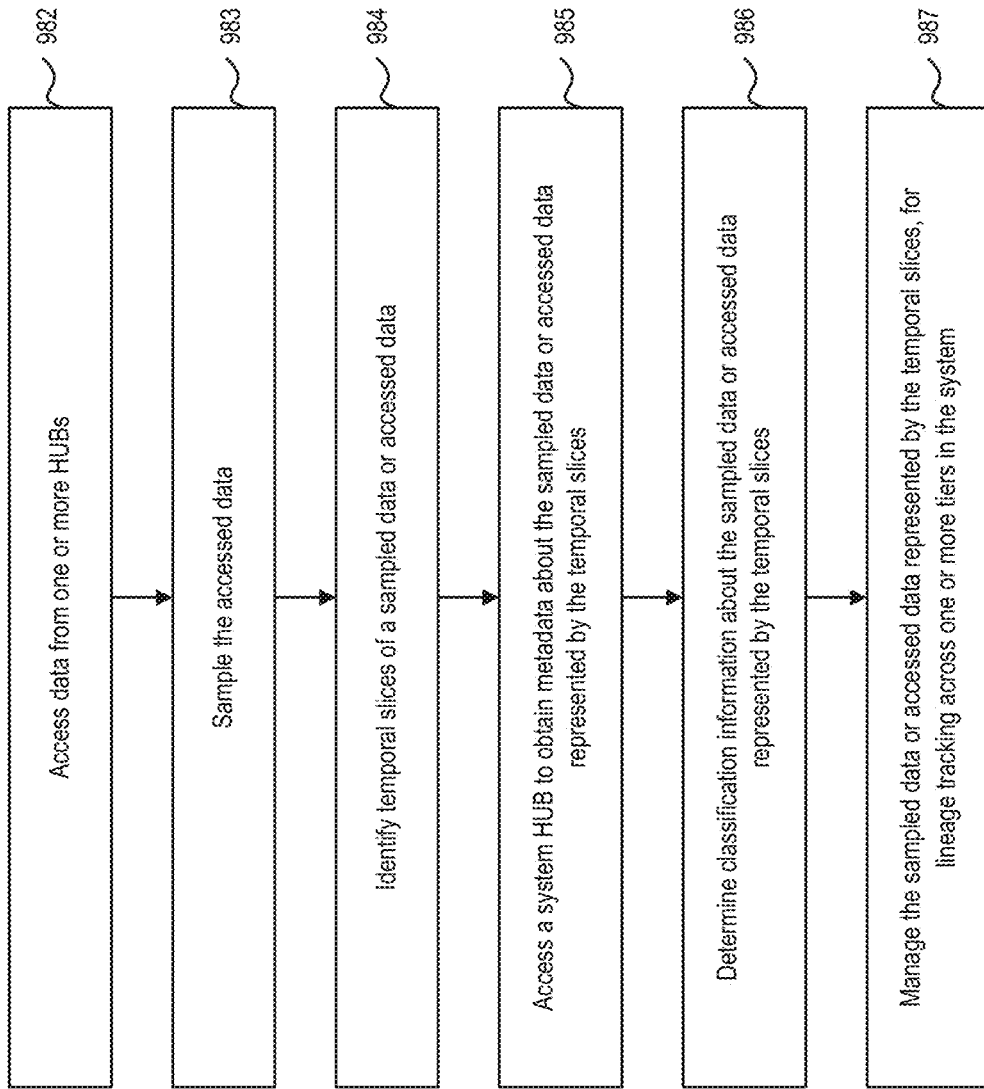 Access data from one or more HUBs
982
Sample the accessed data
983
Identify temporal slices of a sampled data or accessed data
984
Access a system HUB to obtain metadata about the sampled data or accessed data
represented by the temporal slices
985
Determine classification information about the sampled data or accessed data
represented by the temporal slices
986
Manage the sampled data or accessed data represented by the temporal slices, for
lineage tracking across one or more tiers in the system
987